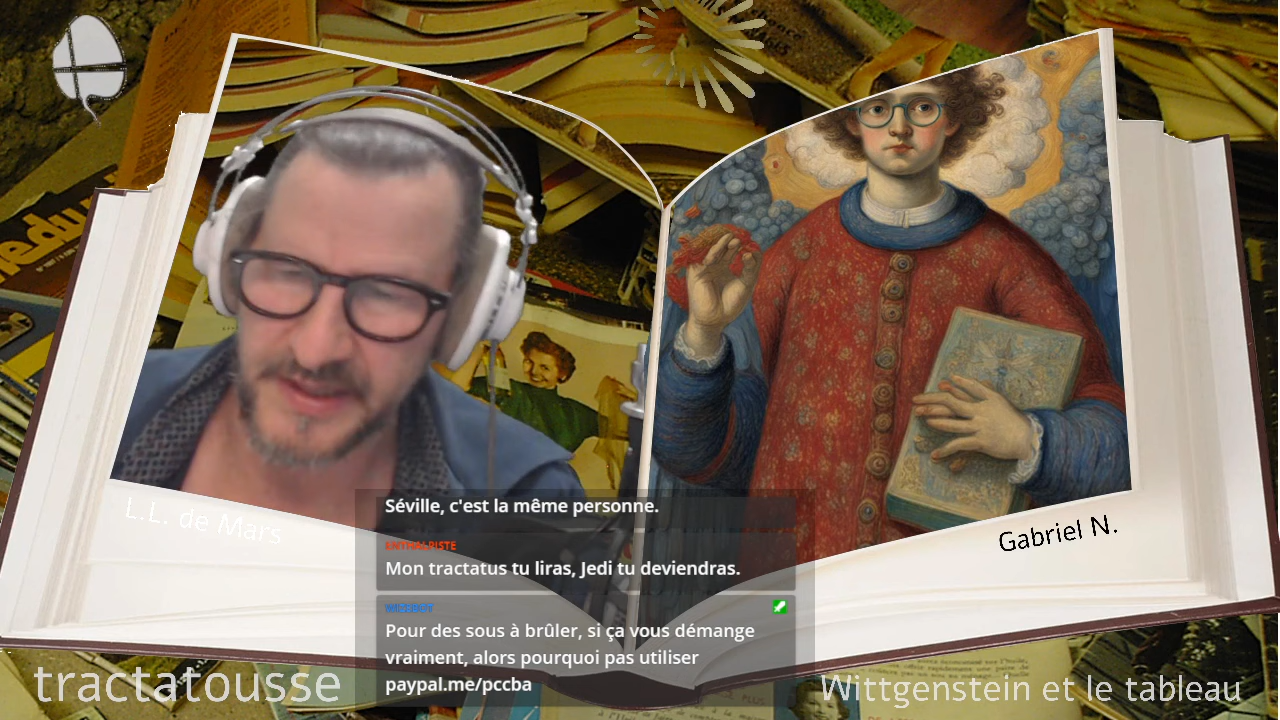 L.L. de Mars
Gabriel N.
Séville, c'est la même personne.
Mon tractatus tu liras, Jedi tu deviendras.
WIZEBOT
Pour des sous à brûler, si ça vous démange
vraiment, alors pourquoi pas utiliser
paypal.me/pccba
tractatousse
Wittgenstein et le tableau